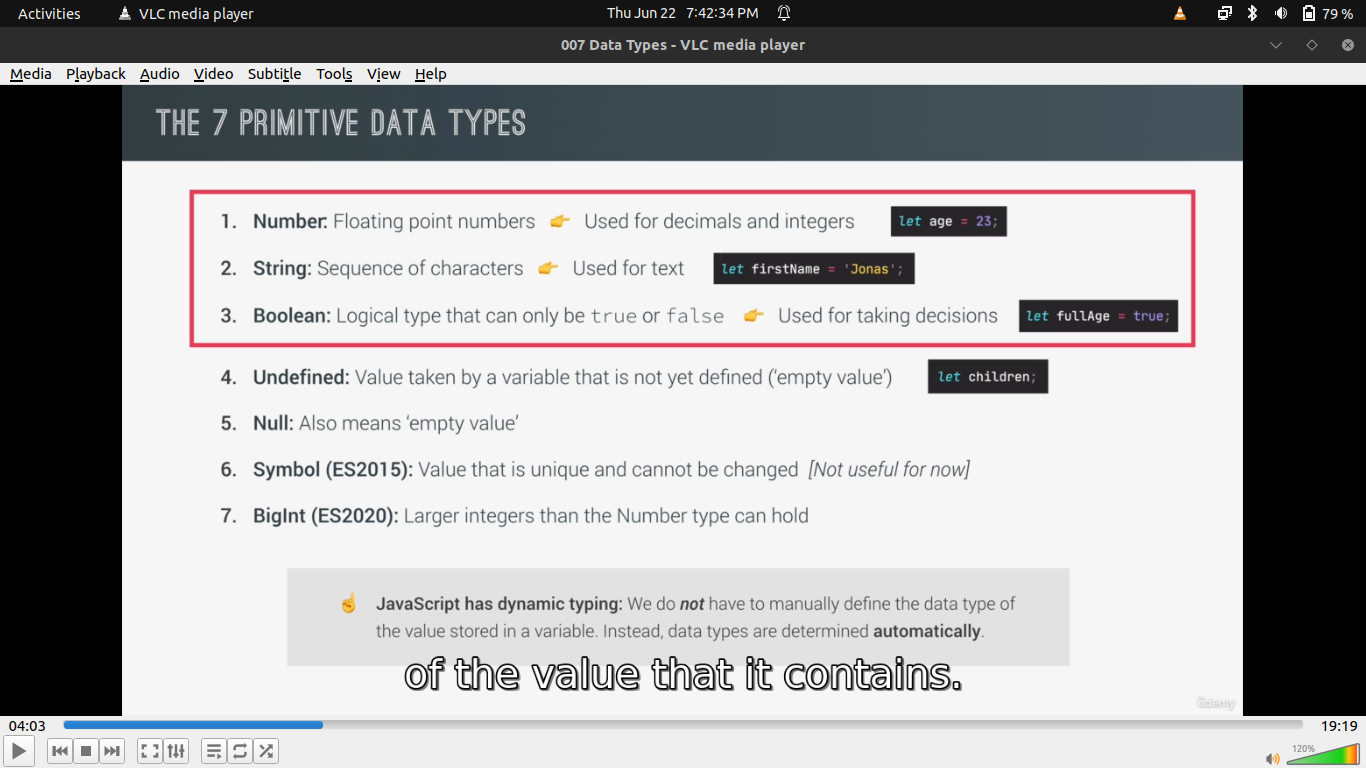 Activities VLC media player Thu Jun 22 7:42:34 PM 79 %
007 Data Types - VLC media player
Media Playback Audio Video Subtitle Tools View Help
THE 7 PRIMITIVE DATA TYPES
1. Number: Floating point numbers 👉 Used for decimals and integers let age = 23;
2. String: Sequence of characters 👉 Used for text let firstName = 'Jonas';
3. Boolean: Logical type that can only be true or false 👉 Used for taking decisions let fullAge = true;
4. Undefined: Value taken by a variable that is not yet defined (‘empty value’) let children;
5. Null: Also means ‘empty value’
6. Symbol (ES2015): Value that is unique and cannot be changed [Not useful for now]
7. BigInt (ES2020): Larger integers than the Number type can hold
☝ JavaScript has dynamic typing: We do not have to manually define the data type of
the value stored in a variable. Instead, data types are determined automatically.
of the value that it contains.
ûdemy
04:03 19:19
120%